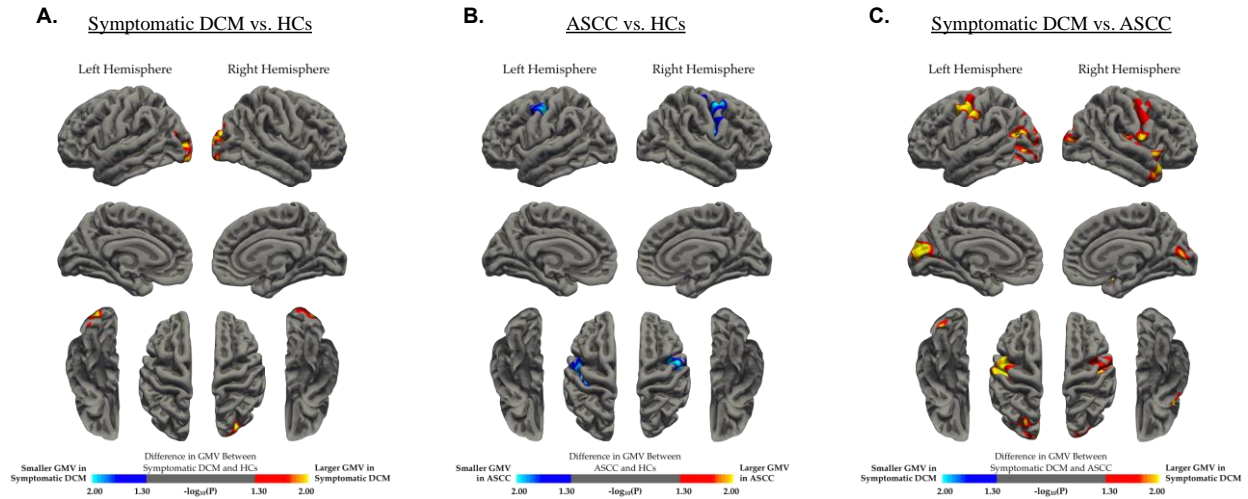 A. Symptomatic DCM vs. HCs
Left Hemisphere Right Hemisphere
Difference in GMV Between
Symptomatic DCM and HCs
Smaller GMV in
Symptomatic DCM
Larger GMV in
Symptomatic DCM
2.00 1.30 -log₁₀(P) 1.30 2.00
B. ASCC vs. HCs
Left Hemisphere Right Hemisphere
Difference in GMV Between
ASCC and HCs
Smaller GMV
in ASCC
Larger GMV
in ASCC
2.00 1.30 -log₁₀(P) 1.30 2.00
C. Symptomatic DCM vs. ASCC
Left Hemisphere Right Hemisphere
Difference in GMV Between
Symptomatic DCM and ASCC
Smaller GMV in
Symptomatic DCM
Larger GMV in
Symptomatic DCM
2.00 1.30 -log₁₀(P) 1.30 2.00